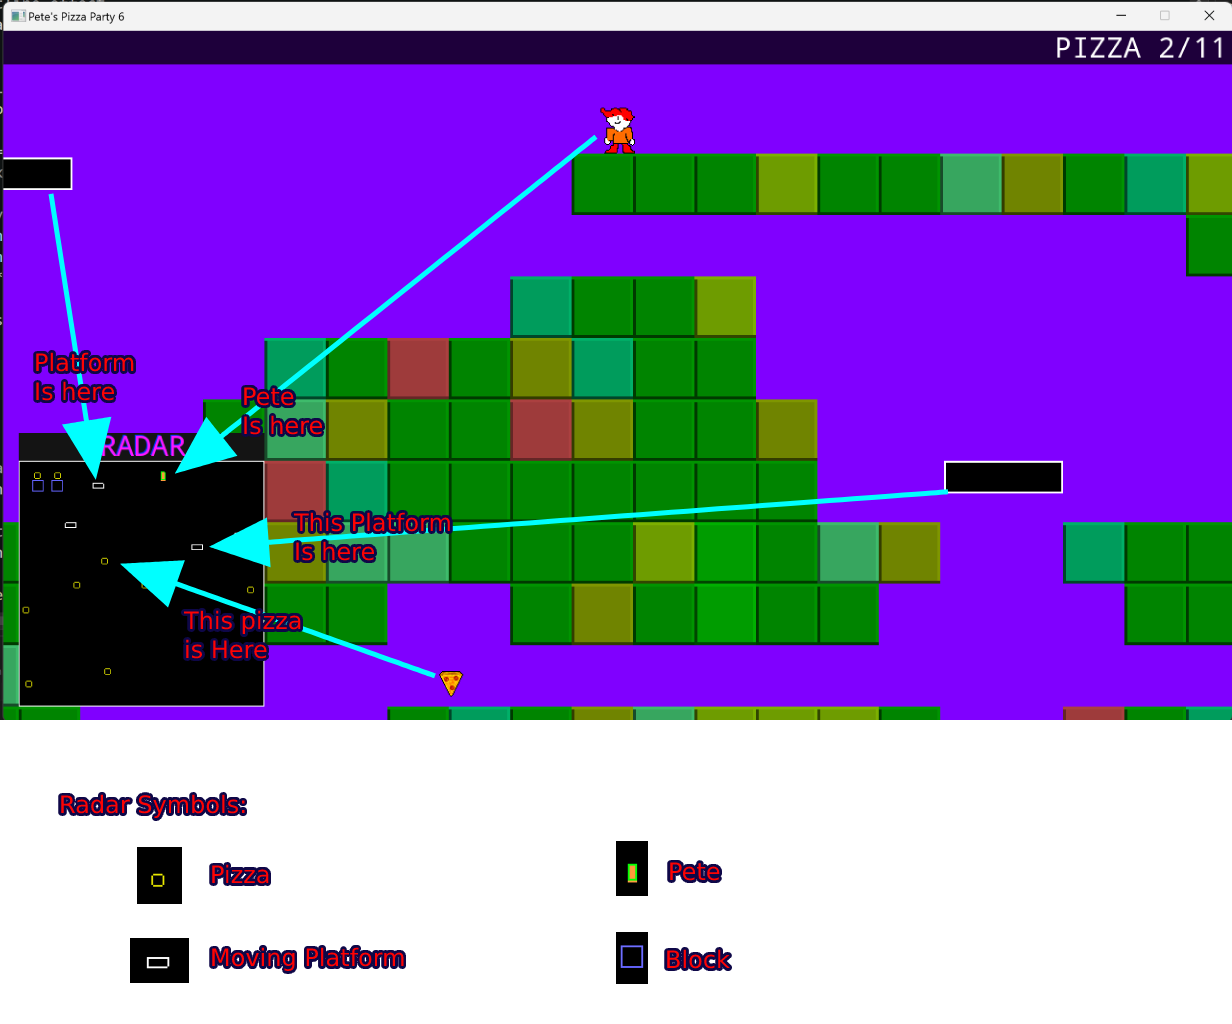 Pete's Pizza Party 6
PIZZA 2/11
Platform
Is here
Pete
Is here
RADAR
This Platform
Is here
This pizza
is Here
Radar Symbols:
Pizza
Pete
Moving Platform
Block